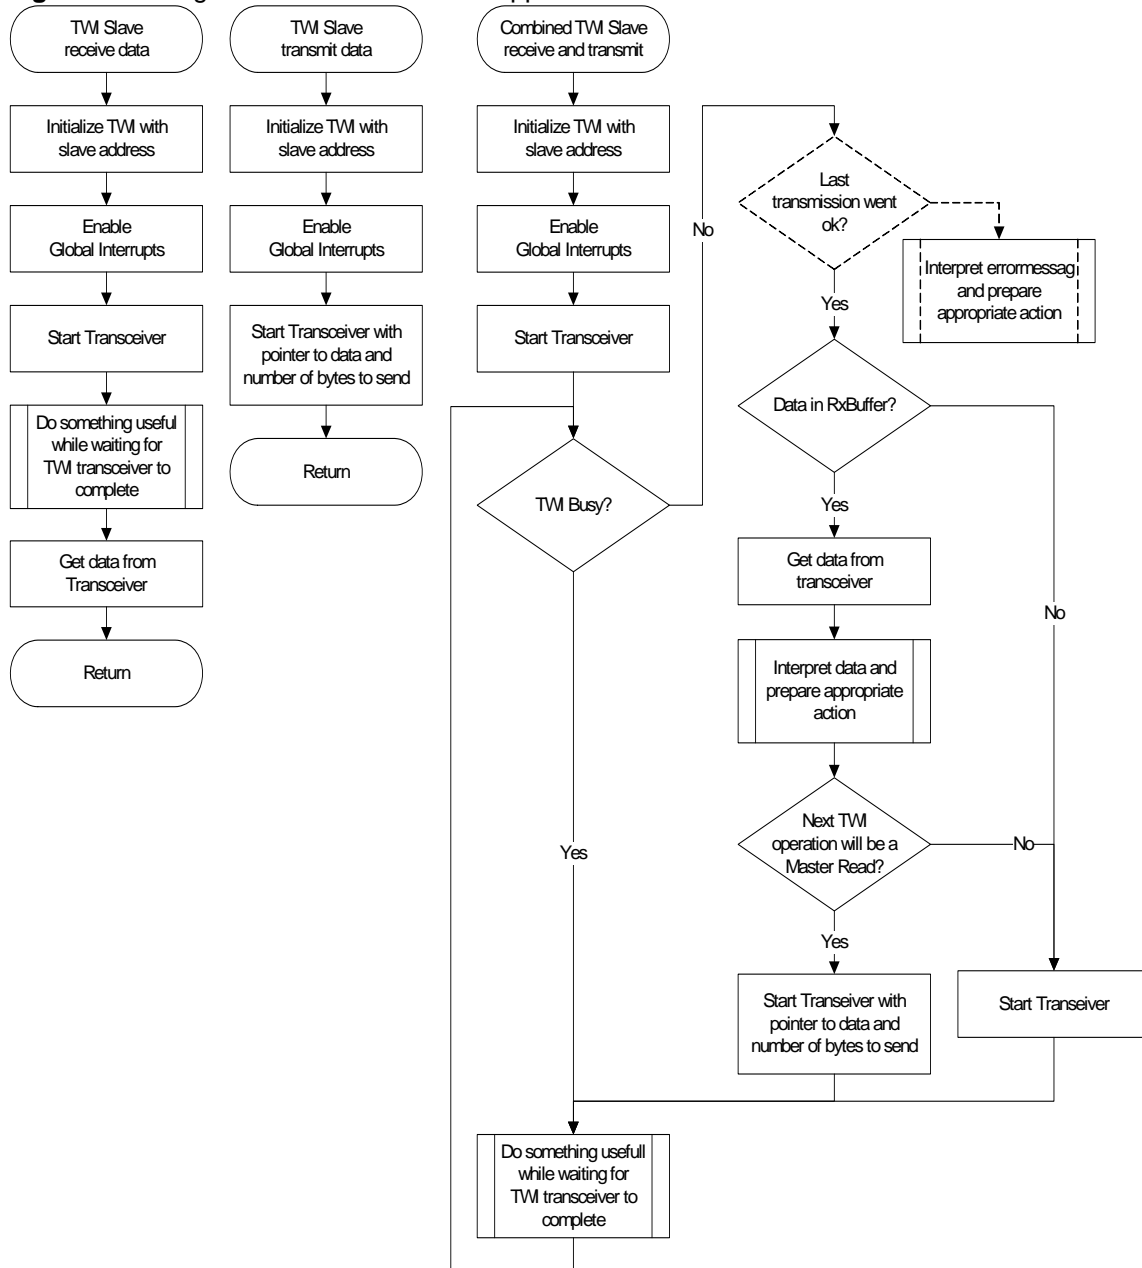 TWI Slave
receive data
Initialize TWI with
slave address
Enable
Global Interrupts
Start Transceiver
Do something useful
while waiting for
TWI transceiver to
complete
Get data from
Transceiver
Return
TWI Slave
transmit data
Initialize TWI with
slave address
Enable
Global Interrupts
Start Transceiver with
pointer to data and
number of bytes to send
Return
Combined TWI Slave
receive and transmit
Initialize TWI with
slave address
Enable
Global Interrupts
Start Transceiver
TWI Busy?
No
Yes
Last
transmission went
ok?
Interpret errormessag
and prepare
appropriate action
Yes
Data in RxBuffer?
Yes
No
Get data from
transceiver
Interpret data and
prepare appropriate
action
Next TWI
operation will be a
Master Read?
No
Yes
Start Transeiver with
pointer to data and
number of bytes to send
Start Transeiver
Do something usefull
while waiting for
TWI transceiver to
complete